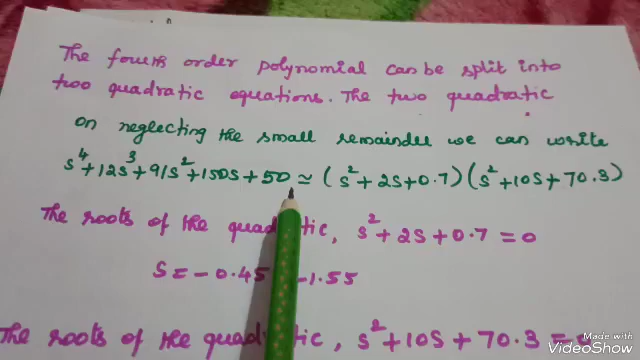 The fourth order polynomial can be split into
two quadratic equations. The two quadratic
on neglecting the small remainder we can write
s⁴+12s³+91s²+150s+50≃(s²+2s+0.7)(s²+10s+70.3)
The roots of the quadratic, s²+2s+0.7=0
s=-0.45 -1.55
The roots of the quadratic, s²+10s+70.3=
Made with
VideoShow